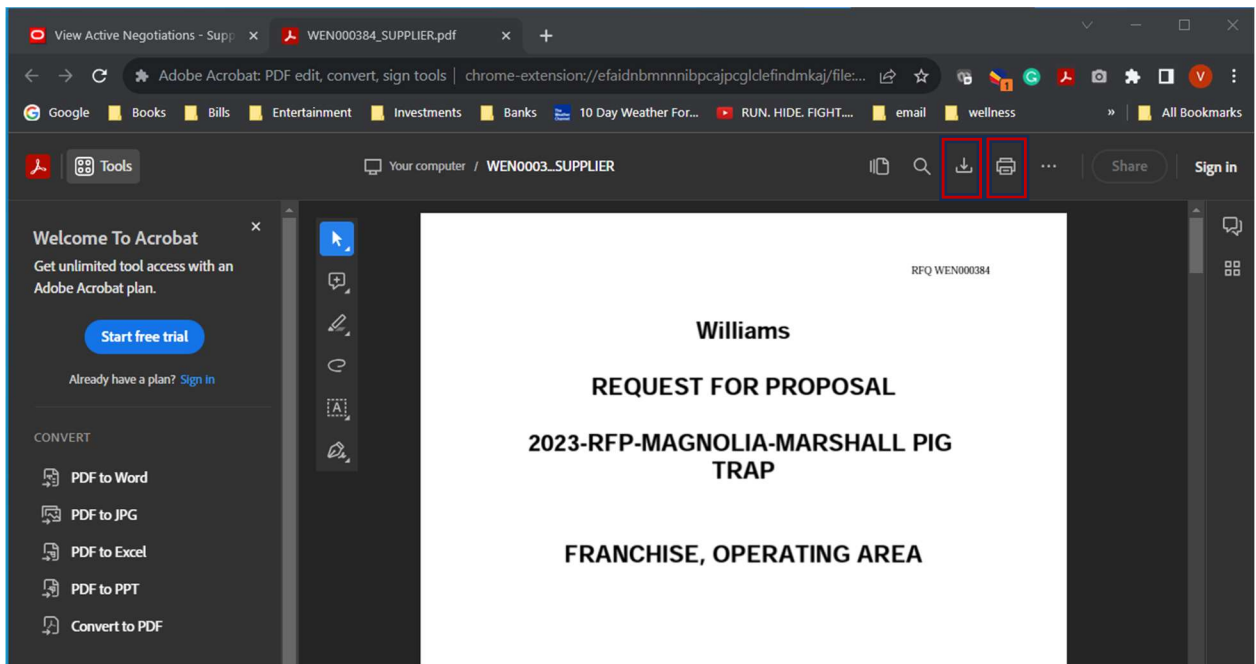 View Active Negotiations - Supp
WEN000384_SUPPLIER.pdf
Adobe Acrobat: PDF edit, convert, sign tools | chrome-extension://efaidnbmnnnibpcajpcglclefindmkaj/file:...
1
G
V
Google Books Bills Entertainment Investments Banks 10 Day Weather For... RUN. HIDE. FIGHT.... email wellness » All Bookmarks
Tools
Your computer / WEN0003...SUPPLIER
Share
Sign in
Welcome To Acrobat
Get unlimited tool access with an
Adobe Acrobat plan.
Start free trial
Already have a plan? Sign in
CONVERT
PDF to Word
PDF to JPG
PDF to Excel
PDF to PPT
Convert to PDF
A
RFQ WEN000384
Williams
REQUEST FOR PROPOSAL
2023-RFP-MAGNOLIA-MARSHALL PIG
TRAP
FRANCHISE, OPERATING AREA